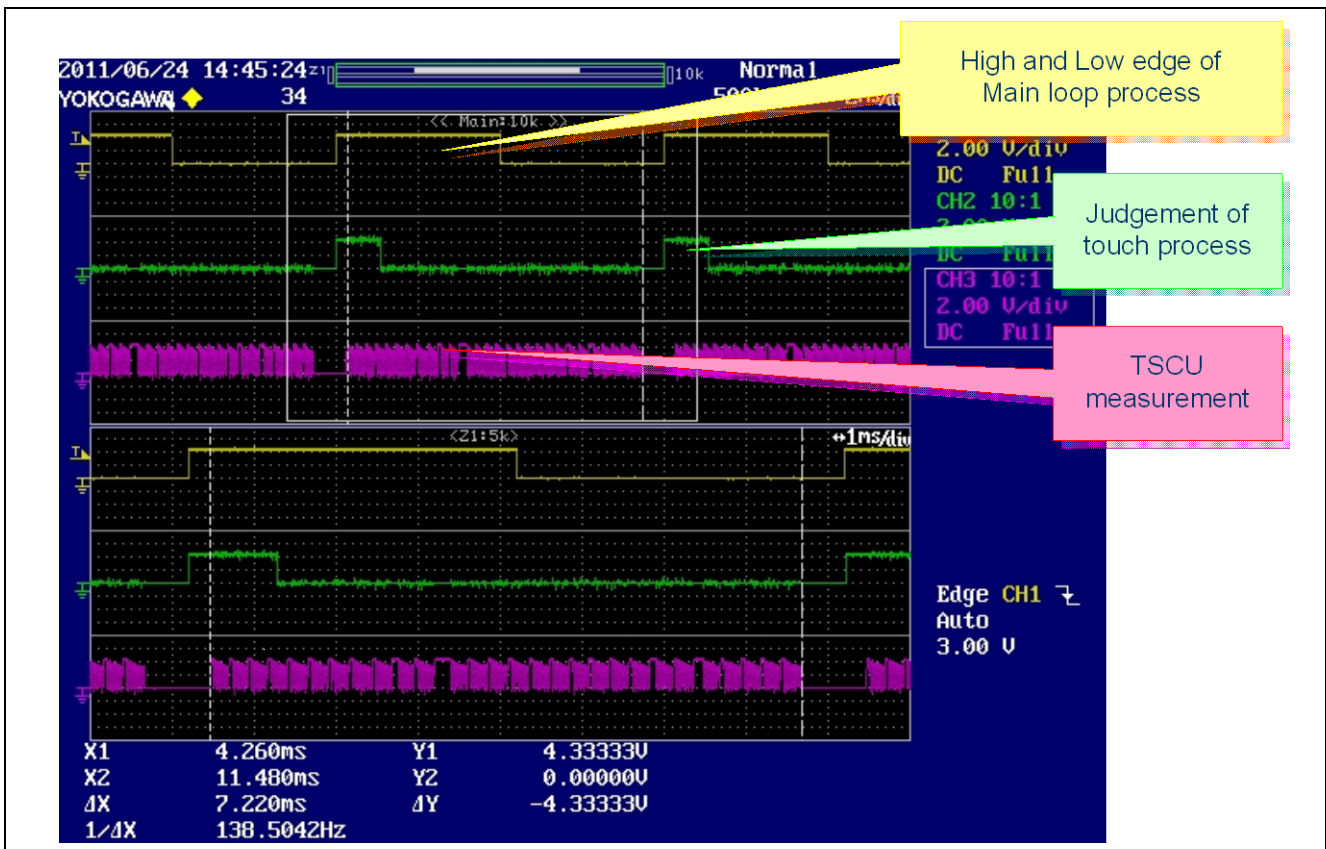 2011/06/24 14:45:24
10k
Normal
YOKOGAWA
34
<< Main:10k >>
High and Low edge of
Main loop process
2.00 V/div
DC Full
CH2 10:1
DC Full
CH3 10:1
2.00 V/div
DC Full
Judgement of
touch process
TSCU
measurement
<Z1:5k>
1ms/div
Edge CH1
Auto
3.00 V
X1 4.260ms Y1 4.33333V
X2 11.480ms Y2 0.00000V
ΔX 7.220ms ΔY -4.33333V
1/ΔX 138.5042Hz